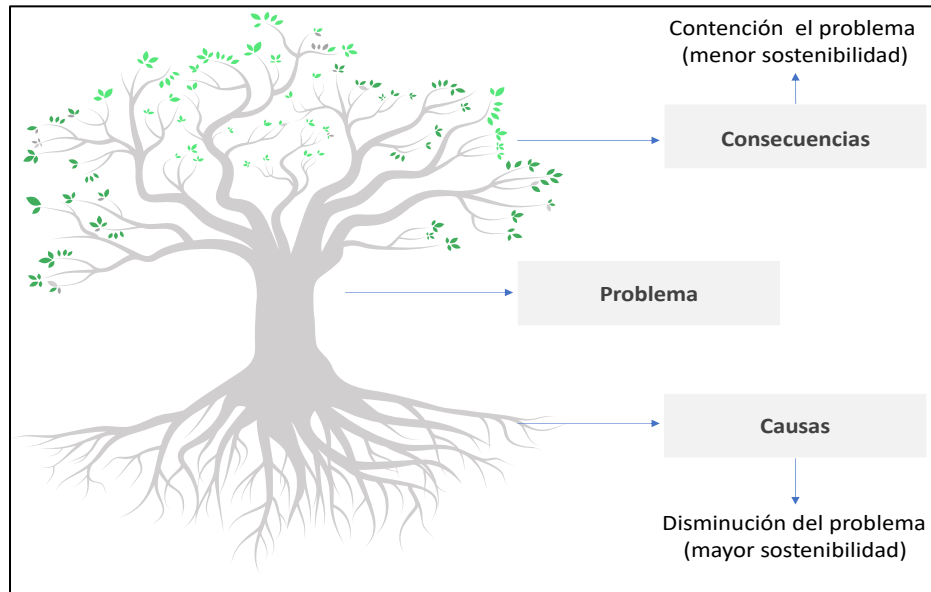 Contención el problema
(menor sostenibilidad)
Consecuencias
Problema
Causas
Disminución del problema
(mayor sostenibilidad)